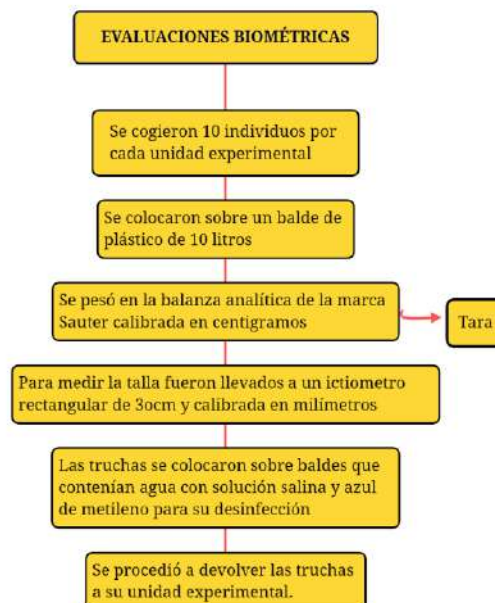 EVALUACIONES BIOMÉTRICAS
Se cogieron 10 individuos por
cada unidad experimental
Se colocaron sobre un balde de
plástico de 10 litros
Se pesó en la balanza analítica de la marca
Sauter calibrada en centigramos
Tara
Para medir la talla fueron llevados a un ictiometro
rectangular de 3ocm y calibrada en milímetros
Las truchas se colocaron sobre baldes que
contenían agua con solución salina y azul
de metileno para su desinfección
Se procedió a devolver las truchas
a su unidad experimental.